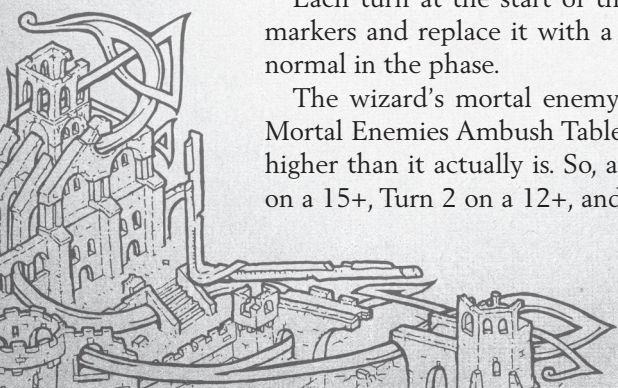 Each turn at the start of th
markers and replace it with a
normal in the phase.
The wizard's mortal enemy
Mortal Enemies Ambush Table
higher than it actually is. So, a
on a 15+, Turn 2 on a 12+, and